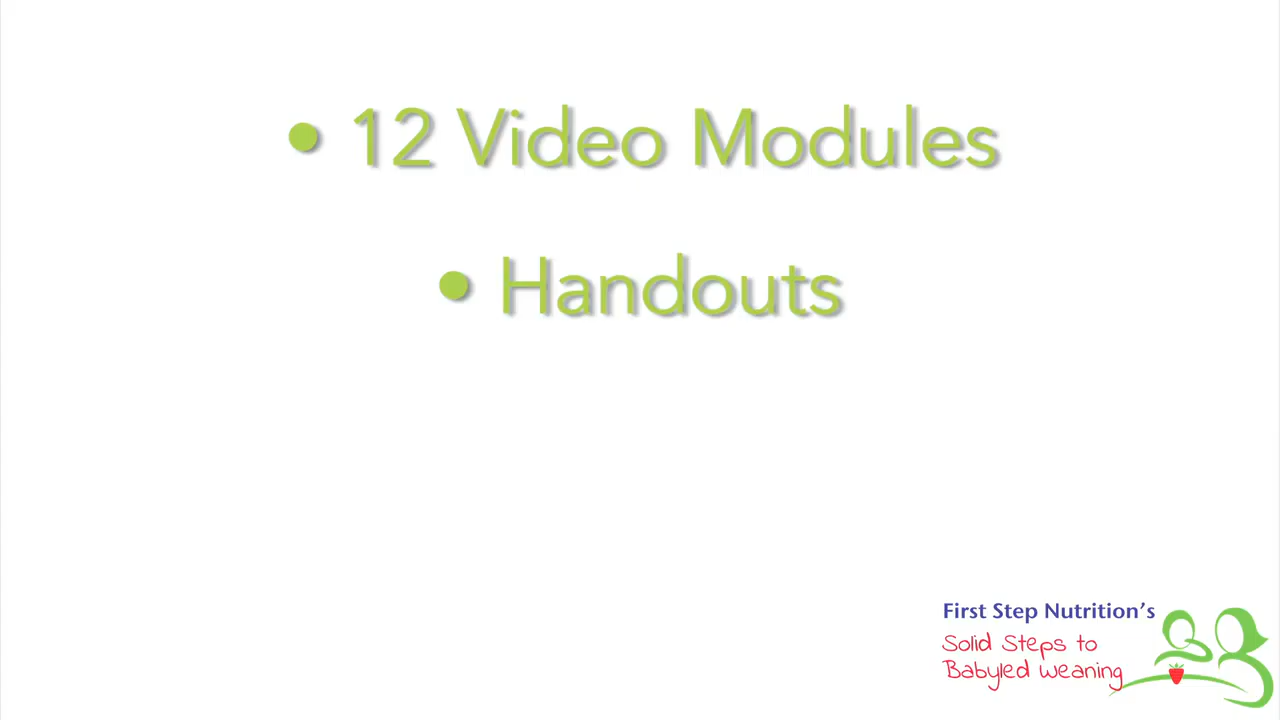 • 12 Video Modules
• Handouts
First Step Nutrition’s
Solid Steps to
Babyled Weaning